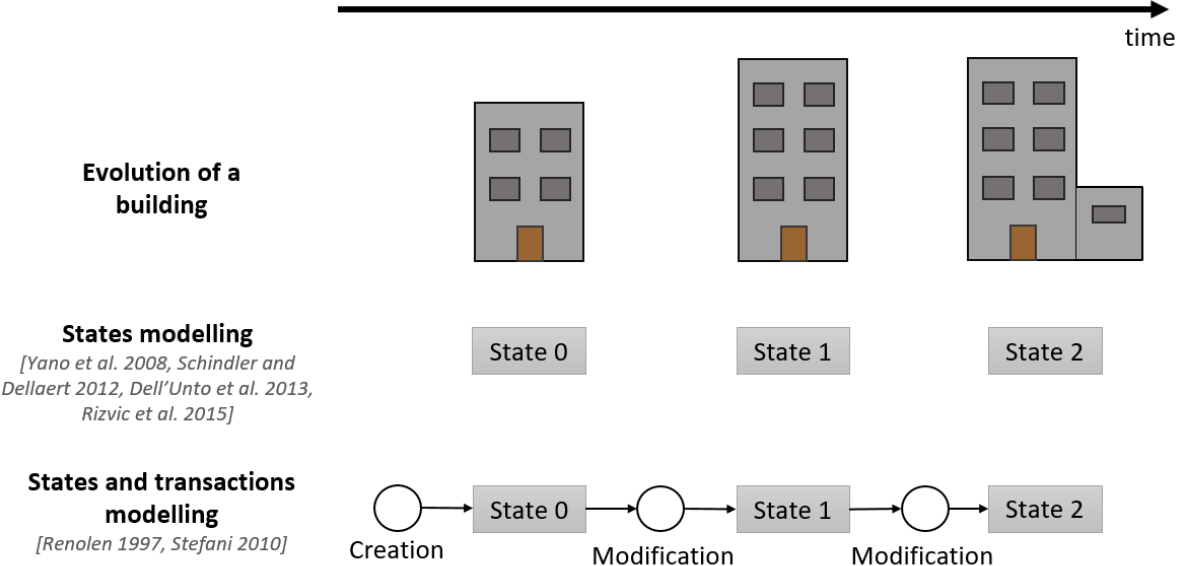 time
Evolution of a
building
States modelling
[Yano et al. 2008, Schindler and
Dellaert 2012, Dell’Unto et al. 2013,
Rizvic et al. 2015]
State 0
State 1
State 2
States and transactions
modelling
[Renolen 1997, Stefani 2010]
State 0
State 1
State 2
Creation
Modification
Modification